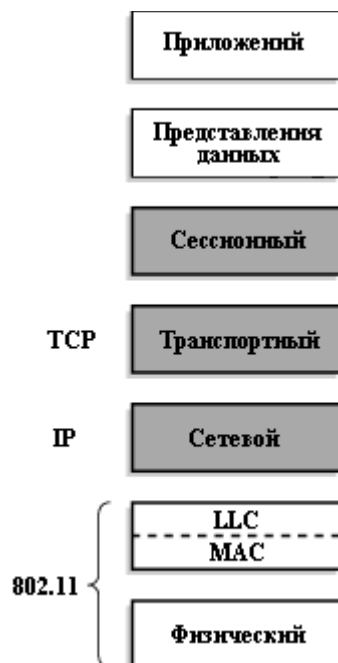 Приложений
Представления
данных
Сессионный
TCP
Транспортный
IP
Сетевой
LLC
MAC
802.11
Физический